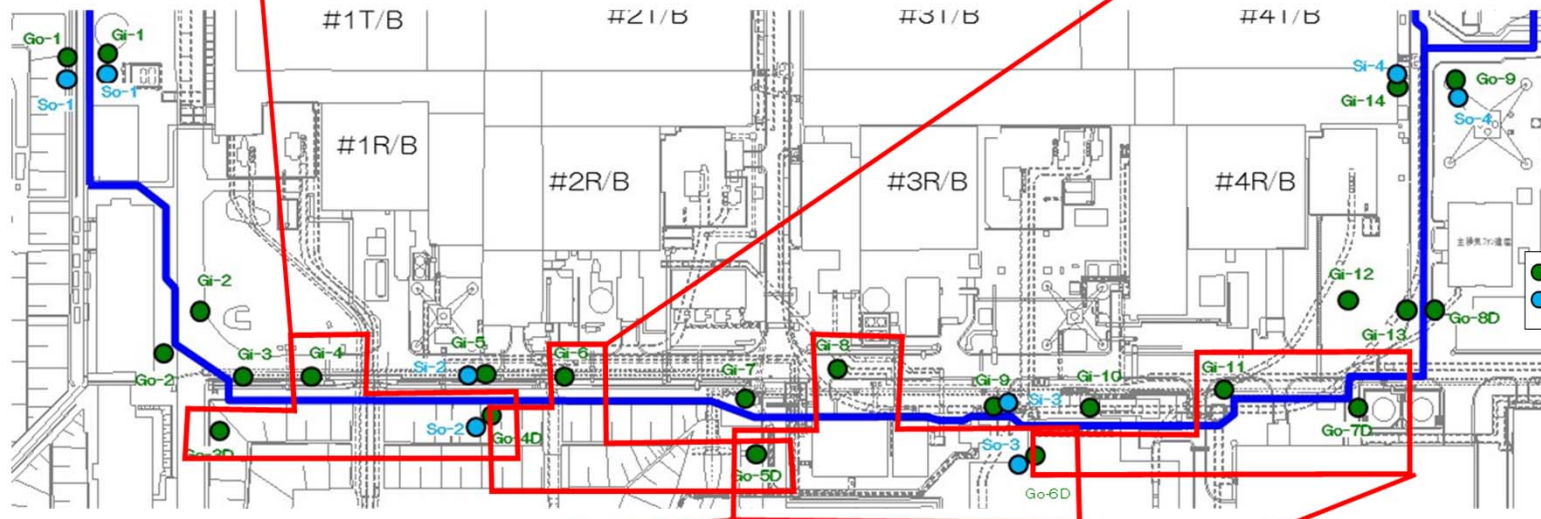 #1T/B
#2T/B
#3T/B
#4T/B
Go-1
Gi-1
So-1
So-1
Si-4
Gi-14
Go-9
So-4
#1R/B
#2R/B
#3R/B
#4R/B
Gi-2
Gi-12
Gi-13
Go-8D
Go-2
Gi-3
Gi-4
Si-2
Gi-5
Gi-6
Gi-7
Gi-8
Gi-9
Si-3
Gi-10
Gi-11
Go-3D
So-2
Go-4D
Go-5D
So-3
Go-6D
Go-7D